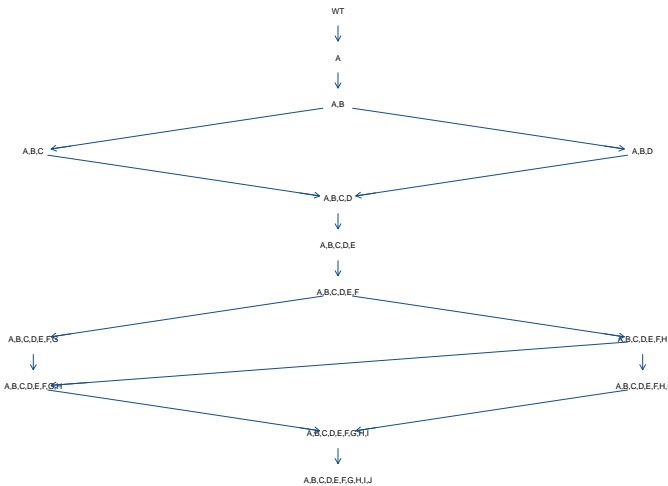 WT
A
A,B
A,B,C
A,B,D
A,B,C,D
A,B,C,D,E
A,B,C,D,E,F
A,B,C,D,E,F,G
A,B,C,D,E,F,H
A,B,C,D,E,F,G,H
A,B,C,D,E,F,H,
A,B,C,D,E,F,G,H,I
A,B,C,D,E,F,G,H,I,J